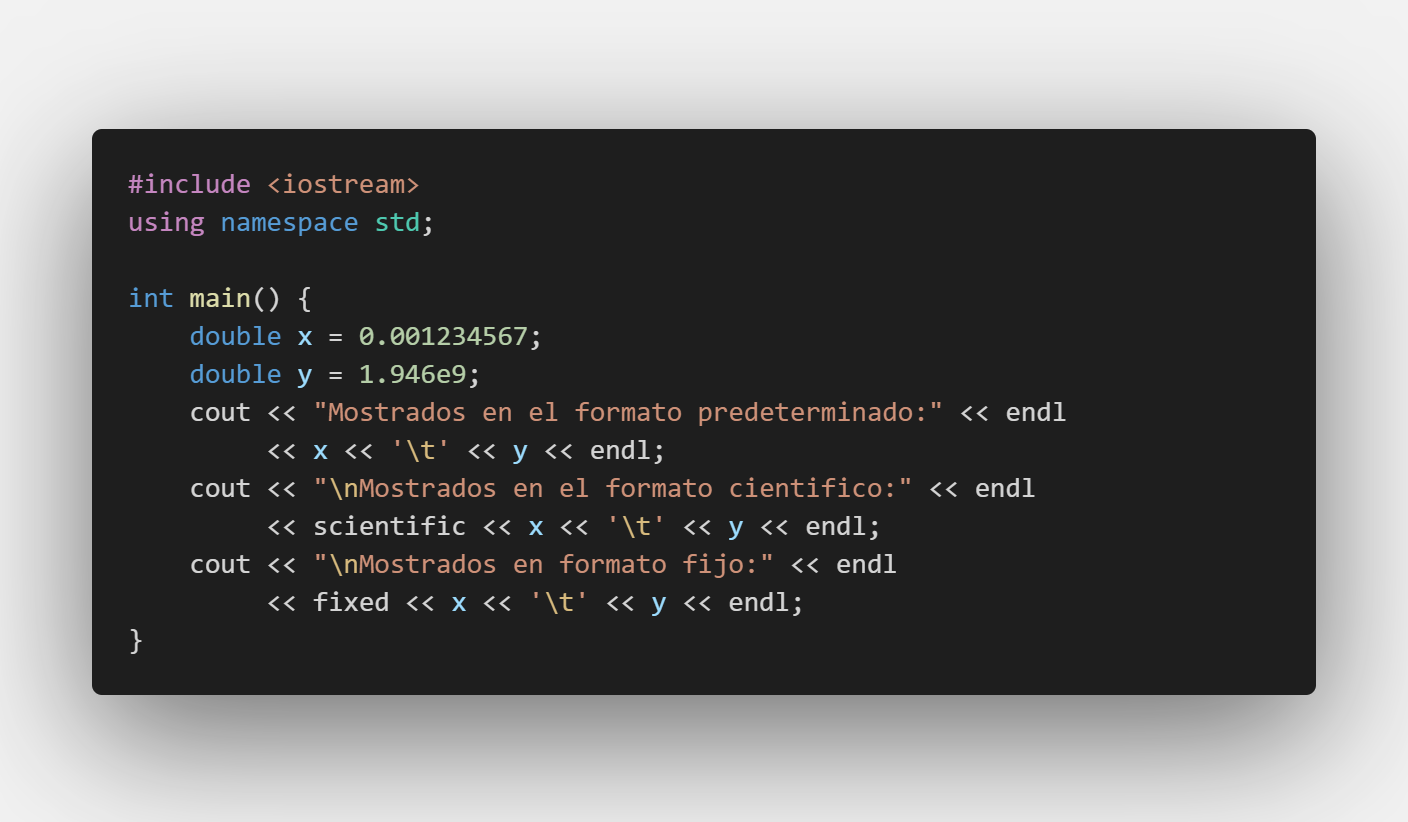 #include <iostream>
using namespace std;

int main() {
    double x = 0.001234567;
    double y = 1.946e9;
    cout << "Mostrados en el formato predeterminado:" << endl
         << x << '\t' << y << endl;
    cout << "\nMostrados en el formato cientifico:" << endl
         << scientific << x << '\t' << y << endl;
    cout << "\nMostrados en formato fijo:" << endl
         << fixed << x << '\t' << y << endl;
}